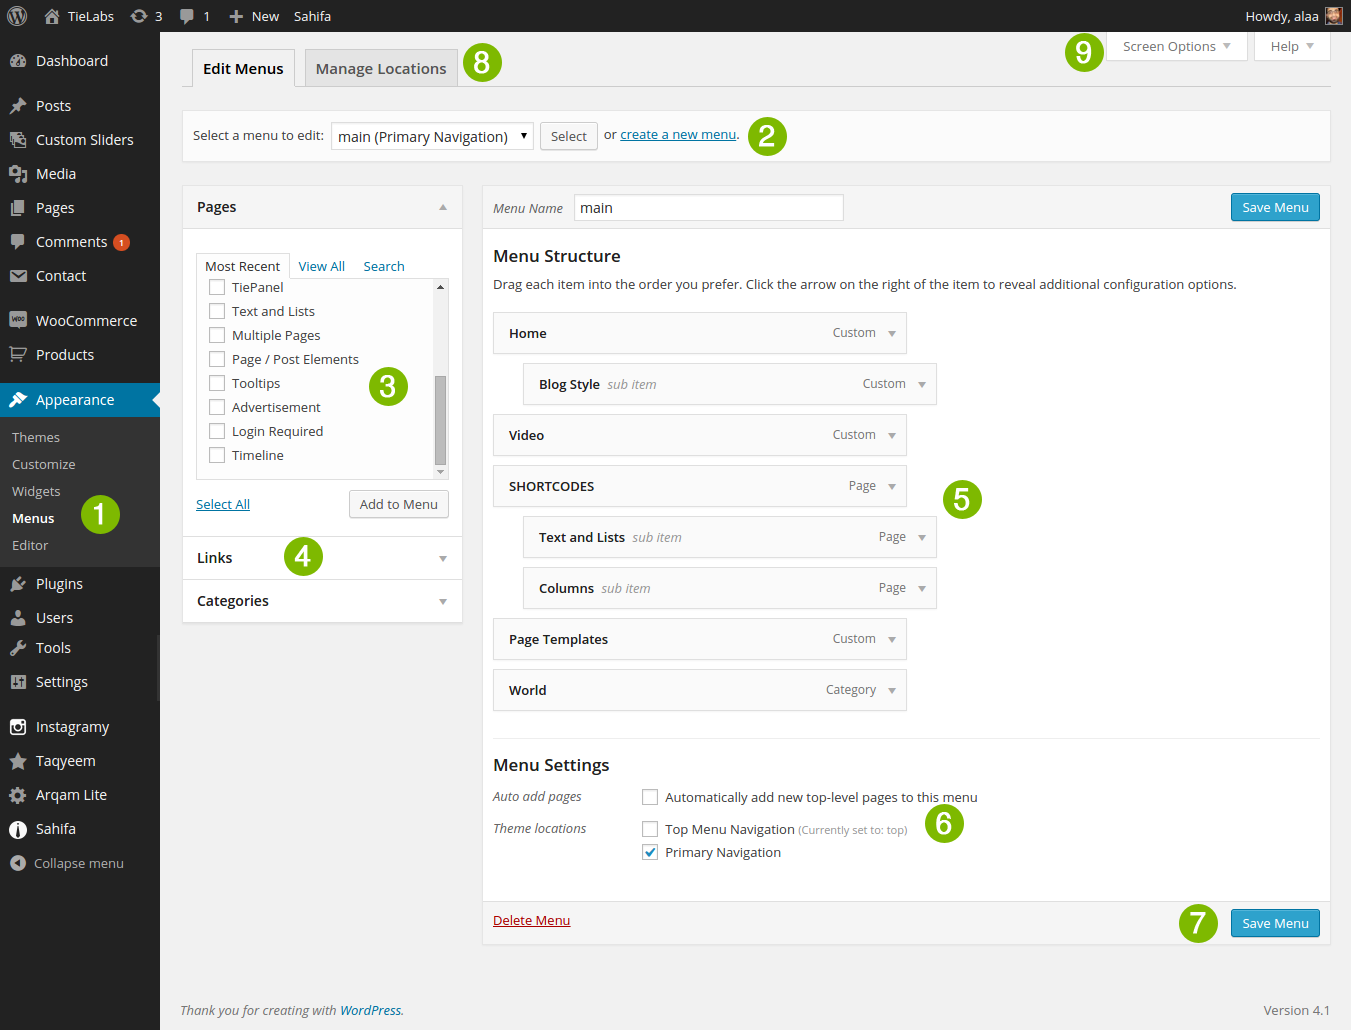 TieLabs 3 1 New Sahifa Howdy, alaa
Dashboard
Posts
Custom Sliders
Media
Pages
Comments 1
Contact
WOO WooCommerce
Products
Appearance
Themes
Customize
Widgets
Menus 1
Editor
Plugins
Users
Tools
Settings
Instagramy
Taqyeem
Arqam Lite
Sahifa
Collapse menu
Edit Menus Manage Locations 8
9 Screen Options Help
Select a menu to edit: main (Primary Navigation) Select or create a new menu. 2
Pages
Most Recent View All Search
TiePanel
Text and Lists
Multiple Pages
Page / Post Elements
Tooltips
3
Advertisement
Login Required
Timeline
Select All Add to Menu
Links 4
Categories
Menu Name main Save Menu
Menu Structure
Drag each item into the order you prefer. Click the arrow on the right of the item to reveal additional configuration options.
Home Custom
Blog Style sub item Custom
Video Custom
SHORTCODES Page
5
Text and Lists sub item Page
Columns sub item Page
Page Templates Custom
World Category
Menu Settings
Auto add pages Automatically add new top-level pages to this menu
Theme locations Top Menu Navigation (Currently set to: top) 6
Primary Navigation
Delete Menu 7 Save Menu
Thank you for creating with WordPress. Version 4.1